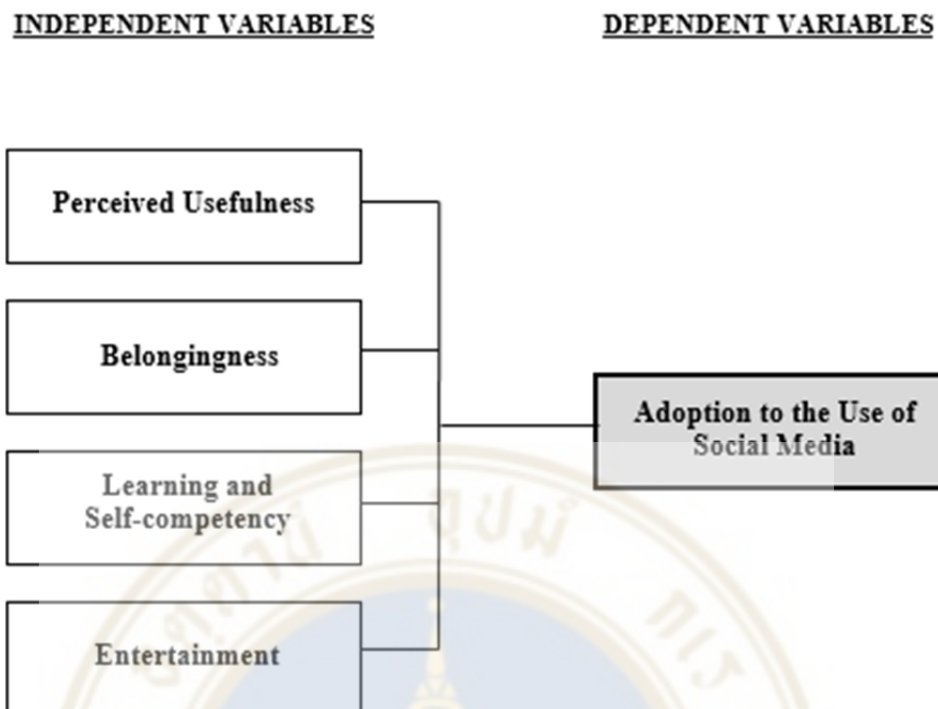 INDEPENDENT VARIABLES
DEPENDENT VARIABLES
Perceived Usefulness
Belongingness
Adoption to the Use of
Social Media
Learning and
Self-competency
Entertainment